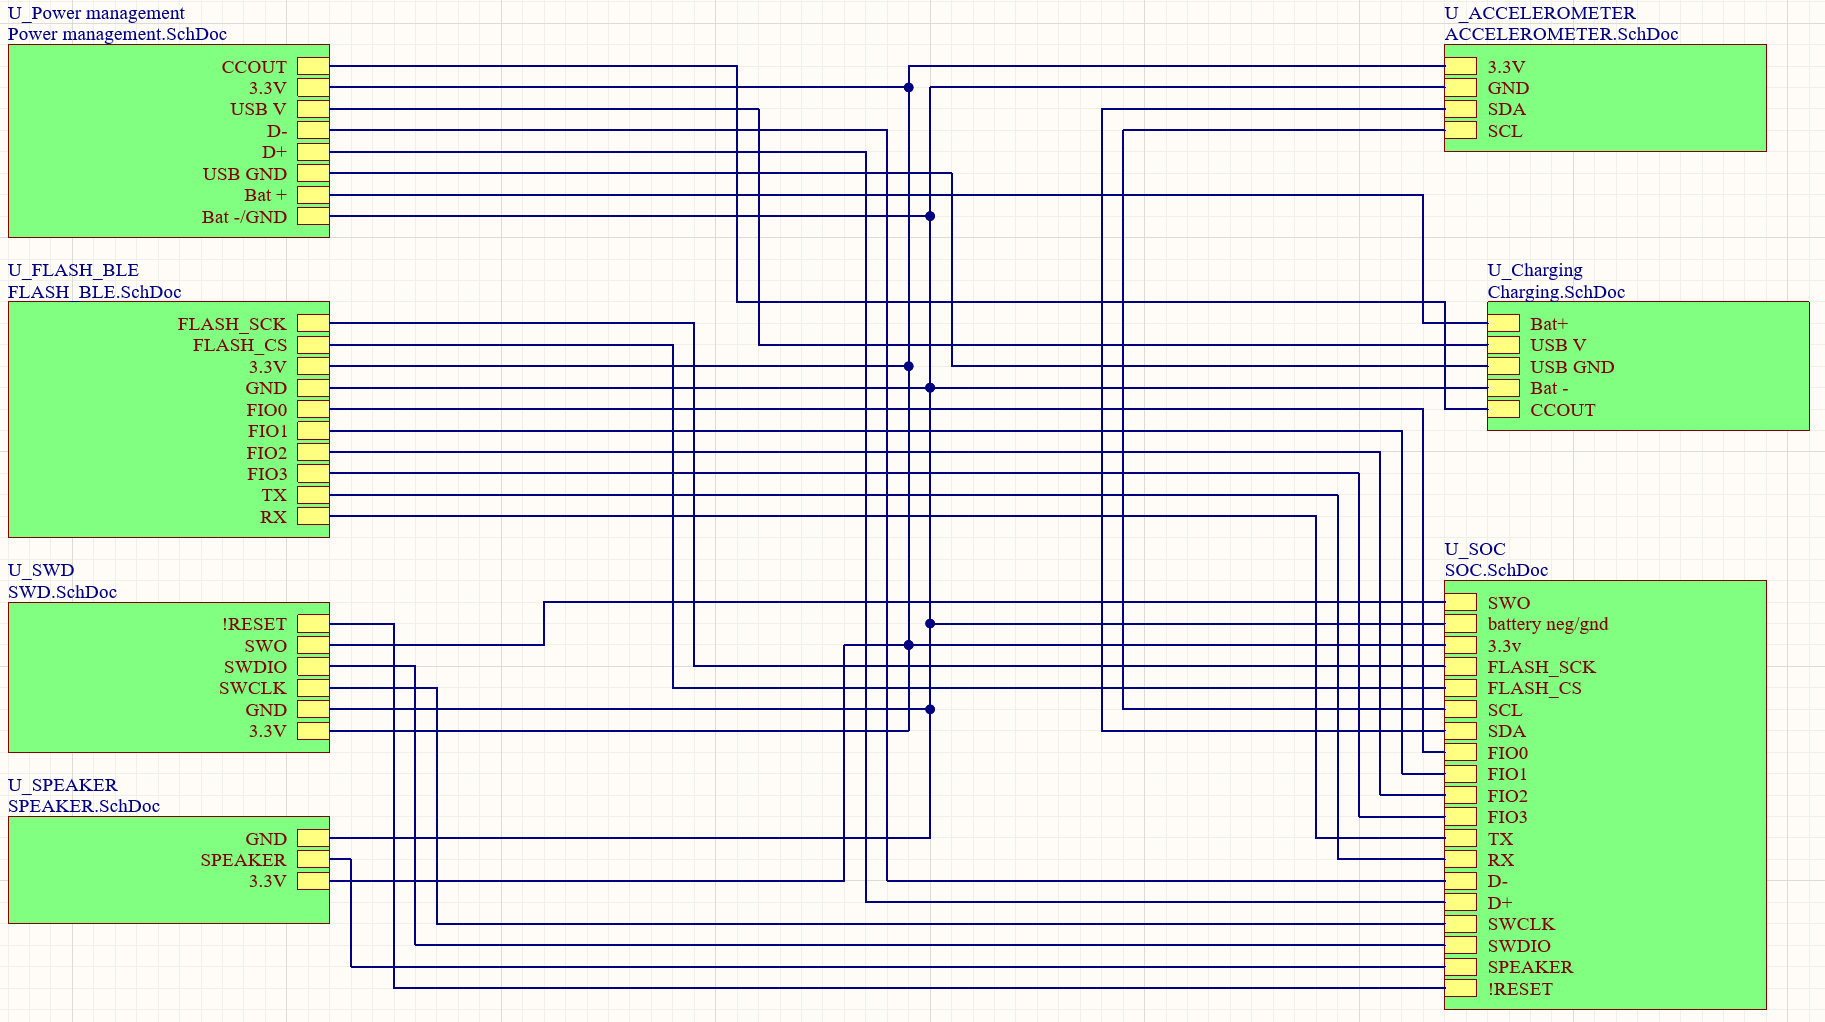 U_Power management
Power management.SchDoc
CCOUT
3.3V
USB V
D-
D+
USB GND
Bat +
Bat -/GND
U_FLASH_BLE
FLASH_BLE.SchDoc
FLASH_SCK
FLASH_CS
3.3V
GND
FIO0
FIO1
FIO2
FIO3
TX
RX
U_SWD
SWD.SchDoc
!RESET
SWO
SWDIO
SWCLK
GND
3.3V
U_SPEAKER
SPEAKER.SchDoc
GND
SPEAKER
3.3V
U_ACCELEROMETER
ACCELEROMETER.SchDoc
3.3V
GND
SDA
SCL
U_Charging
Charging.SchDoc
Bat+
USB V
USB GND
Bat -
CCOUT
U_SOC
SOC.SchDoc
SWO
battery neg/gnd
3.3v
FLASH_SCK
FLASH_CS
SCL
SDA
FIO0
FIO1
FIO2
FIO3
TX
RX
D-
D+
SWCLK
SWDIO
SPEAKER
!RESET